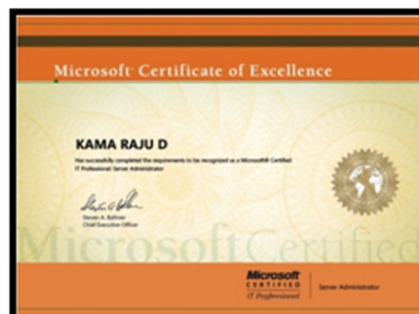 Microsoft Certificate of Excellence
KAMA RAJU D
Has successfully completed the requirements to be recognized as a Microsoft® Certified
IT Professional: Server Administrator
Steven A. Ballmer
Chief Executive Officer
Microsoft Certified
Microsoft
CERTIFIED
IT Professional
Server Administrator